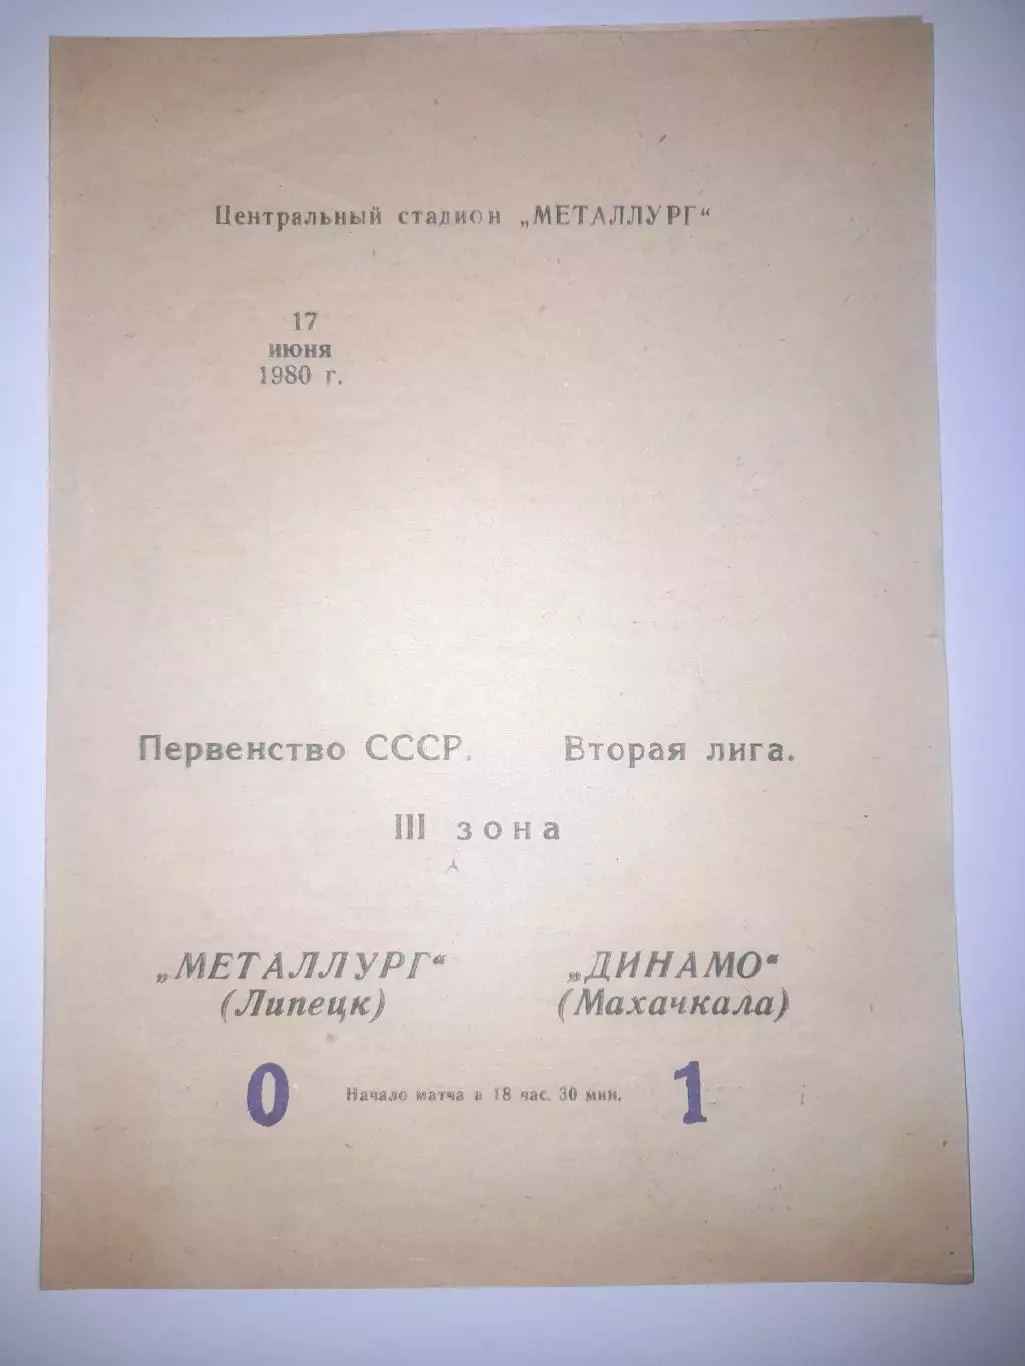 Центральный стадион „МЕТАЛЛУРГ“
17
июня
1980 г.
Первенство СССР. Вторая лига.
III зона
„МЕТАЛЛУРГ“ „ДИНАМО“
(Липецк) (Махачкала)
0 Начало матча в 18 час. 30 мин. 1